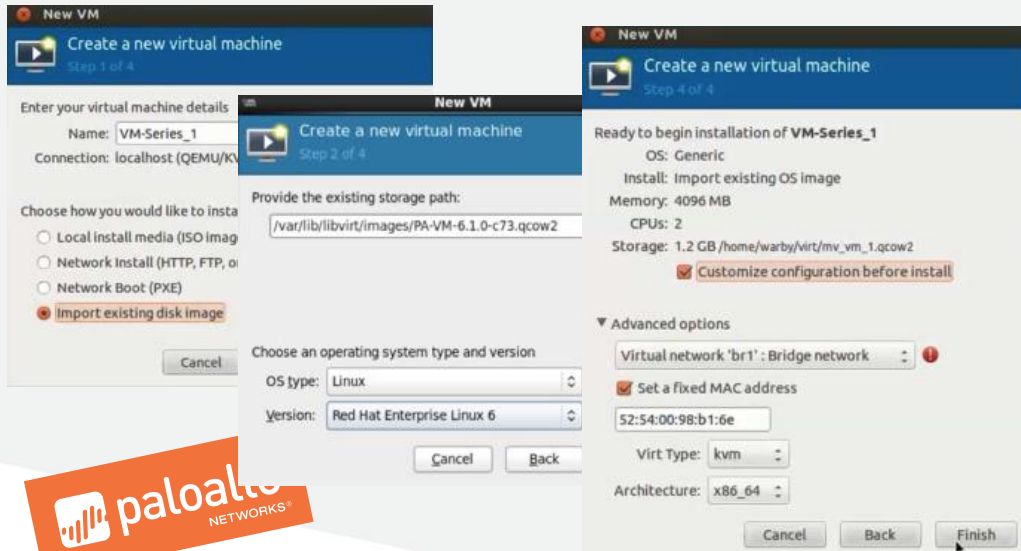 New VM
Create a new virtual machine
Step 1 of 4
Enter your virtual machine details
Name: VM-Series_1
Connection: localhost (QEMU/KV
Choose how you would like to insta
Local install media (ISO imag
Network Install (HTTP, FTP, o
Network Boot (PXE)
Import existing disk image
Cancel
New VM
Create a new virtual machine
Step 2 of 4
Provide the existing storage path:
/var/lib/libvirt/images/PA-VM-6.1.0-c73.qcow2
Choose an operating system type and version
OS type: Linux
Version: Red Hat Enterprise Linux 6
Cancel Back
New VM
Create a new virtual machine
Step 4 of 4
Ready to begin installation of VM-Series_1
OS: Generic
Install: Import existing OS image
Memory: 4096 MB
CPUs: 2
Storage: 1.2 GB /home/warby/virt/mv_vm_1.qcow2
Customize configuration before install
Advanced options
Virtual network 'br1' : Bridge network
Set a fixed MAC address
52:54:00:98:b1:6e
Virt Type: kvm
Architecture: x86_64
Cancel Back Finish
paloalto
NETWORKS®